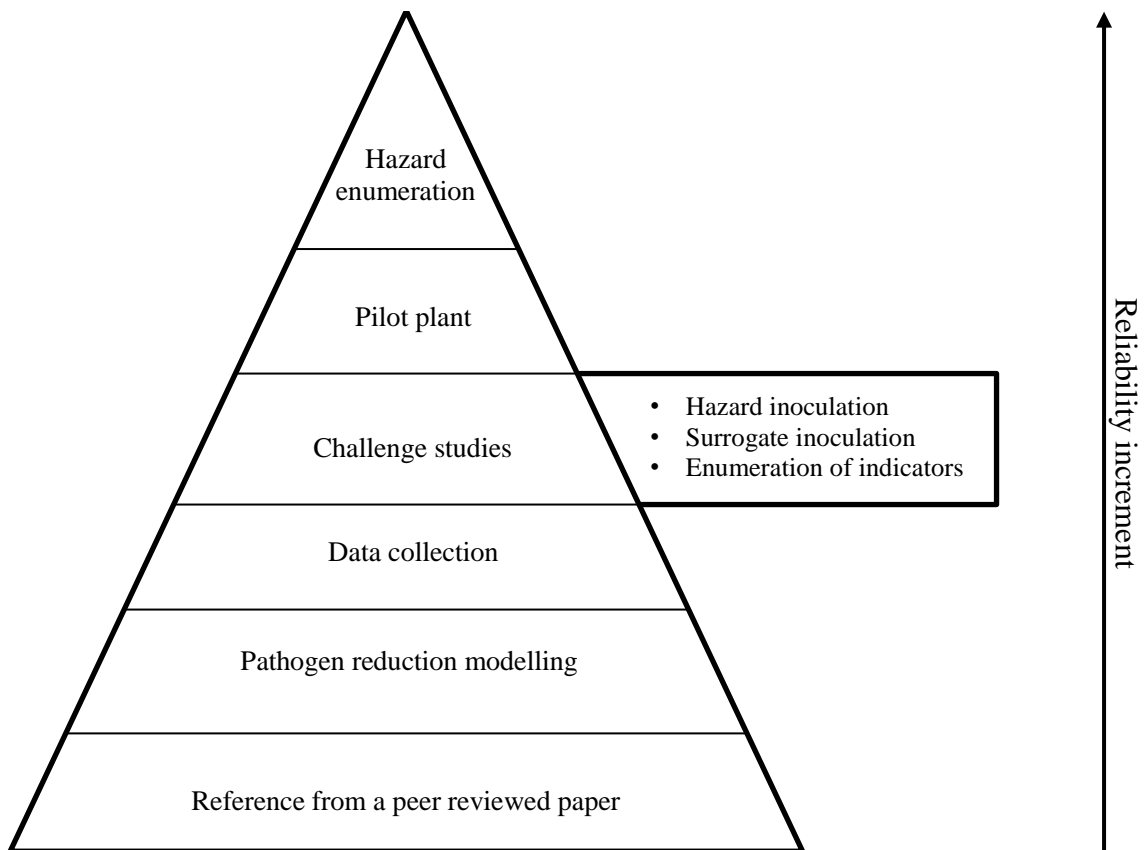 Hazard
enumeration
Pilot plant
Challenge studies
• Hazard inoculation
• Surrogate inoculation
• Enumeration of indicators
Data collection
Pathogen reduction modelling
Reference from a peer reviewed paper
Reliability increment